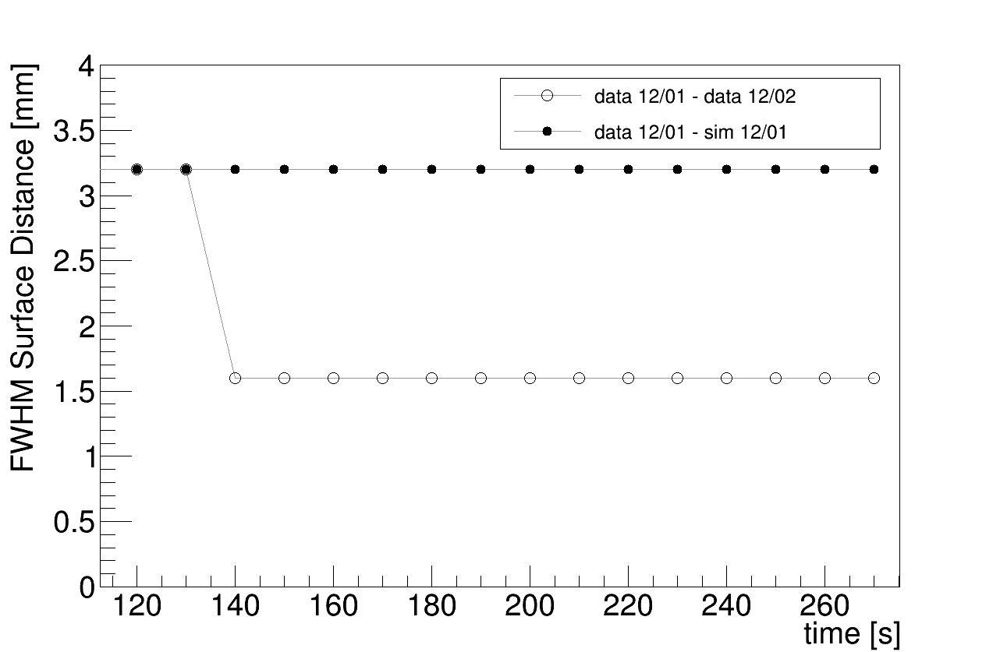 FWHM Surface Distance [mm]
4
3.5
3
2.5
2
1.5
1
0.5
0
data 12/01 - data 12/02
data 12/01 - sim 12/01
120 140 160 180 200 220 240 260
time [s]